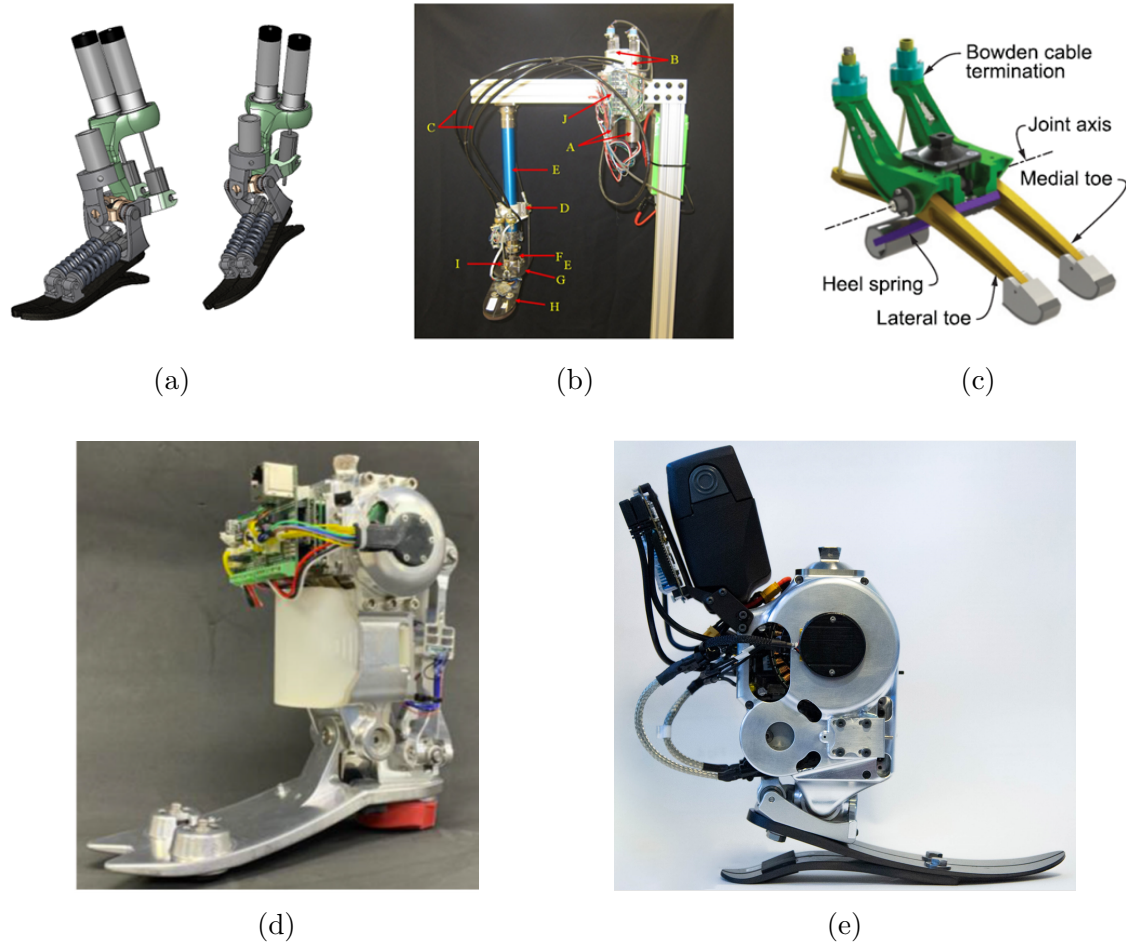 B
C
J
A
E
D
F
E
I
G
H
Bowden cable
termination
Joint axis
Medial toe
Heel spring
Lateral toe
(a)
(b)
(c)
(d)
(e)